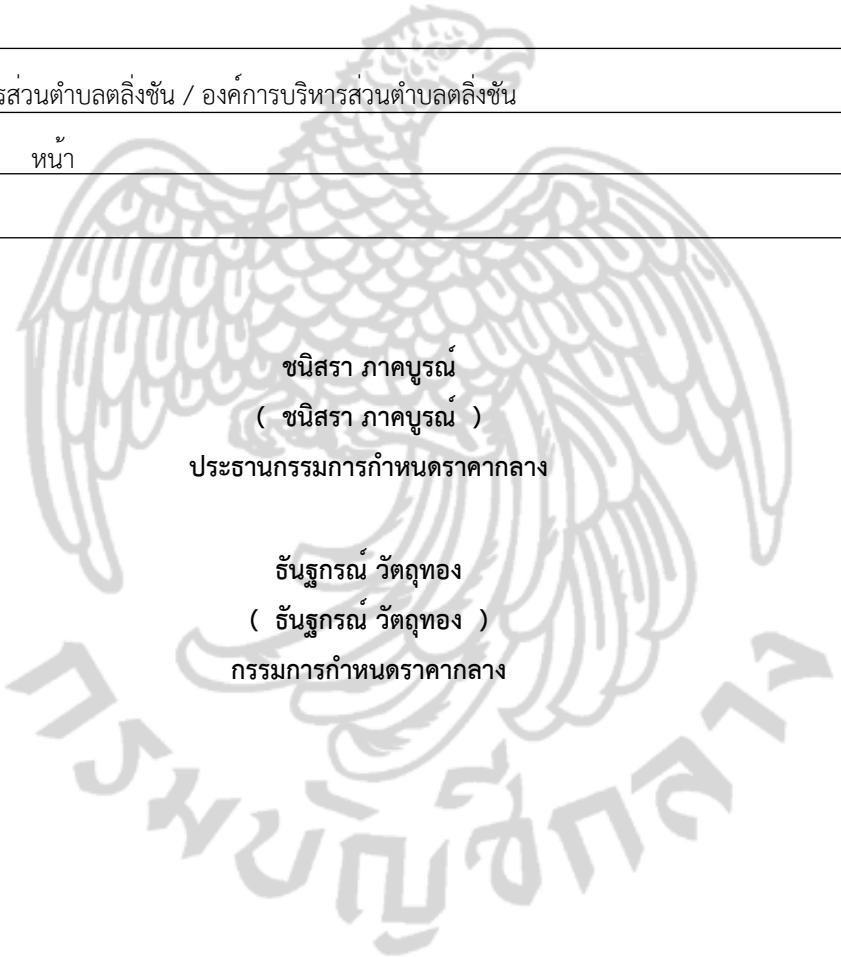 รส่วนตำบลตลิ่งชัน / องค์การบริหารส่วนตำบลตลิ่งชัน
หน้า
ชนิสรา ภาคบูรณ์
( ชนิสรา ภาคบูรณ์ )
ประธานกรรมการกำหนดราคากลาง
ธันฐกรณ์ วัตถุทอง
( ธันฐกรณ์ วัตถุทอง )
กรรมการกำหนดราคากลาง
กรมบัญชีกลาง